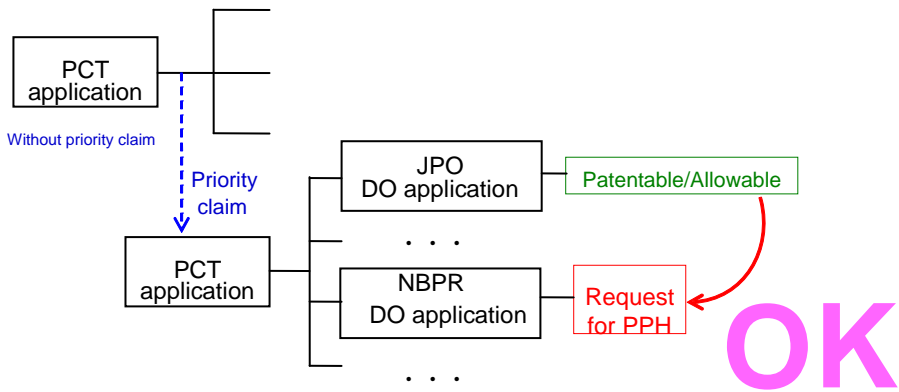 PCT
application
Without priority claim
Priority
claim
JPO
DO application
Patentable/Allowable
. . .
PCT
application
NBPR
DO application
Request
for PPH
OK
. . .